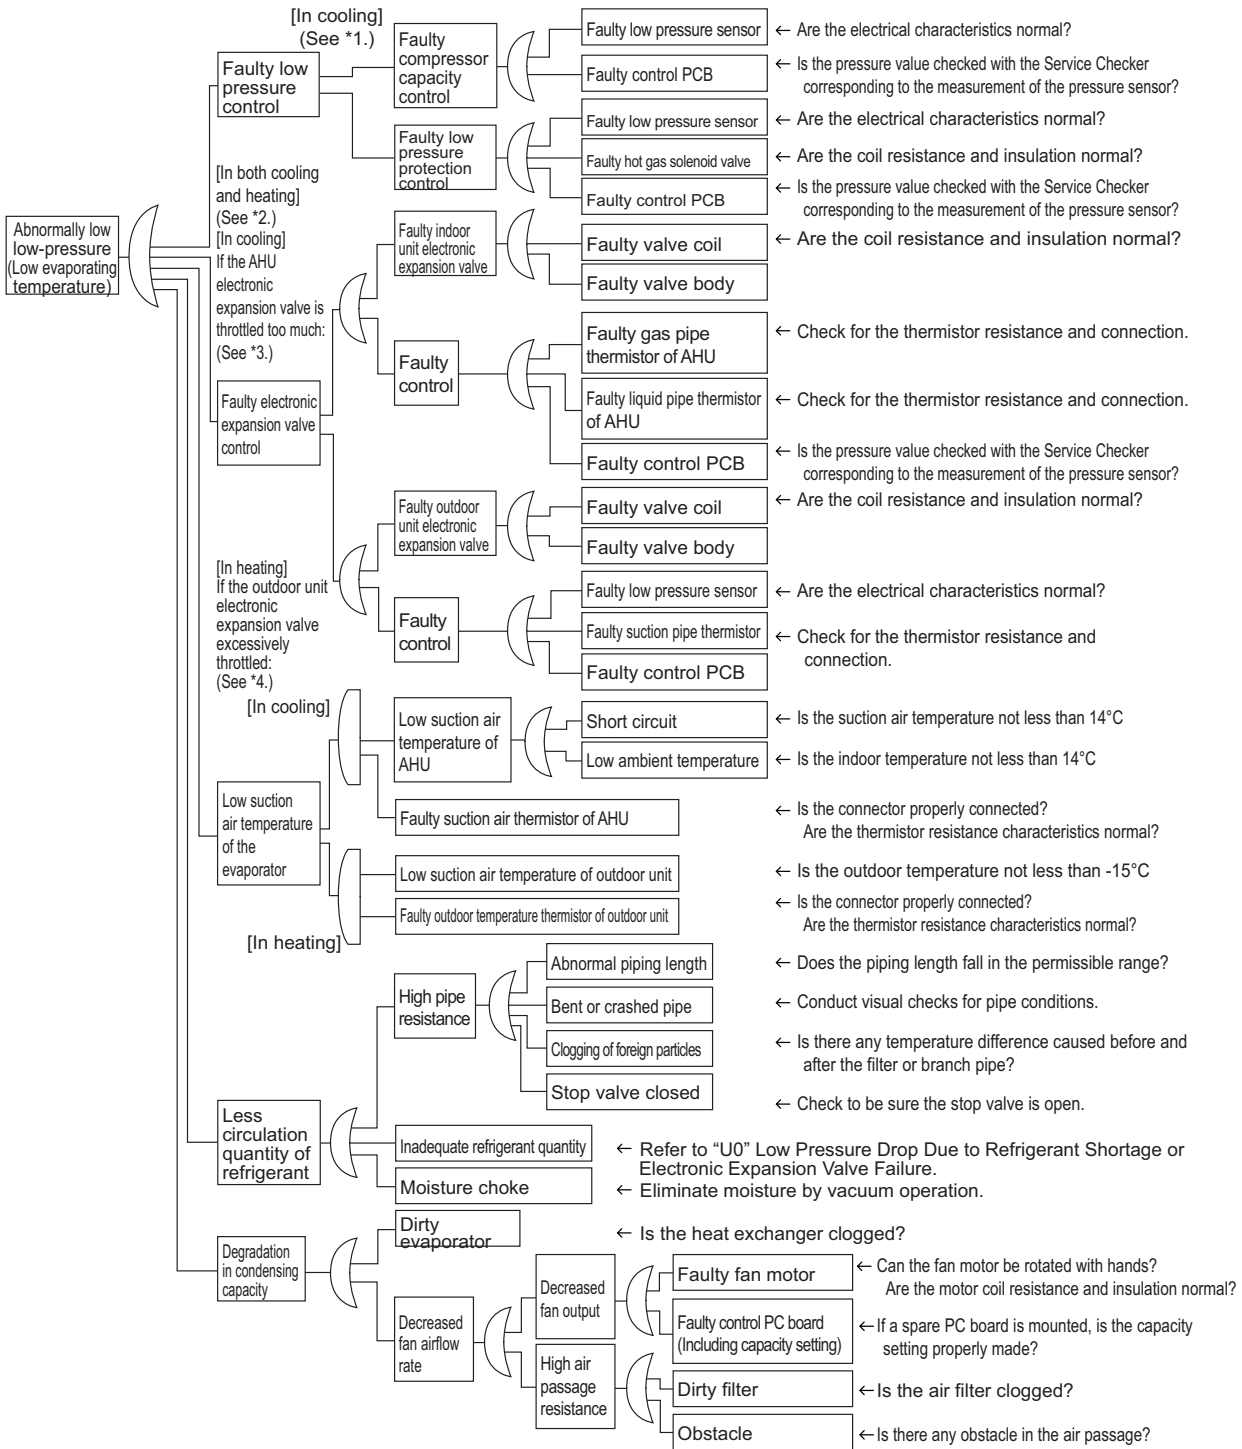 [In cooling]
(See *1.)
Faulty
compressor
capacity
control
Faulty low pressure sensor
← Are the electrical characteristics normal?
Faulty control PCB
← Is the pressure value checked with the Service Checker
corresponding to the measurement of the pressure sensor?
Faulty low
pressure
control
Faulty low
pressure
protection
control
Faulty low pressure sensor
← Are the electrical characteristics normal?
Faulty hot gas solenoid valve
← Are the coil resistance and insulation normal?
Faulty control PCB
← Is the pressure value checked with the Service Checker
corresponding to the measurement of the pressure sensor?
[In both cooling
and heating]
(See *2.)
[In cooling]
If the AHU
electronic
expansion valve is
throttled too much:
(See *3.)
Abnormally low
low-pressure
(Low evaporating
temperature)
Faulty indoor
unit electronic
expansion valve
Faulty valve coil
← Are the coil resistance and insulation normal?
Faulty valve body
Faulty
control
Faulty gas pipe
thermistor of AHU
← Check for the thermistor resistance and connection.
Faulty liquid pipe thermistor
of AHU
← Check for the thermistor resistance and connection.
Faulty control PCB
← Is the pressure value checked with the Service Checker
corresponding to the measurement of the pressure sensor?
Faulty electronic
expansion valve
control
Faulty outdoor
unit electronic
expansion valve
Faulty valve coil
← Are the coil resistance and insulation normal?
Faulty valve body
[In heating]
If the outdoor unit
electronic
expansion valve
excessively
throttled:
(See *4.)
Faulty
control
Faulty low pressure sensor
← Are the electrical characteristics normal?
Faulty suction pipe thermistor
← Check for the thermistor resistance and
connection.
Faulty control PCB
[In cooling]
Low suction air
temperature of
AHU
Short circuit
← Is the suction air temperature not less than 14°C
Low ambient temperature
← Is the indoor temperature not less than 14°C
Low suction
air temperature
of the
evaporator
Faulty suction air thermistor of AHU
← Is the connector properly connected?
Are the thermistor resistance characteristics normal?
Low suction air temperature of outdoor unit
← Is the outdoor temperature not less than -15°C
Faulty outdoor temperature thermistor of outdoor unit
← Is the connector properly connected?
Are the thermistor resistance characteristics normal?
[In heating]
High pipe
resistance
Abnormal piping length
← Does the piping length fall in the permissible range?
Bent or crashed pipe
← Conduct visual checks for pipe conditions.
Clogging of foreign particles
← Is there any temperature difference caused before and
after the filter or branch pipe?
Stop valve closed
← Check to be sure the stop valve is open.
Less
circulation
quantity of
refrigerant
Inadequate refrigerant quantity
← Refer to “U0” Low Pressure Drop Due to Refrigerant Shortage or
Electronic Expansion Valve Failure.
Moisture choke
← Eliminate moisture by vacuum operation.
Degradation
in condensing
capacity
Dirty
evaporator
← Is the heat exchanger clogged?
Decreased
fan airflow
rate
Decreased
fan output
Faulty fan motor
← Can the fan motor be rotated with hands?
Are the motor coil resistance and insulation normal?
Faulty control PC board
(Including capacity setting)
← If a spare PC board is mounted, is the capacity
setting properly made?
High air
passage
resistance
Dirty filter
← Is the air filter clogged?
Obstacle
← Is there any obstacle in the air passage?